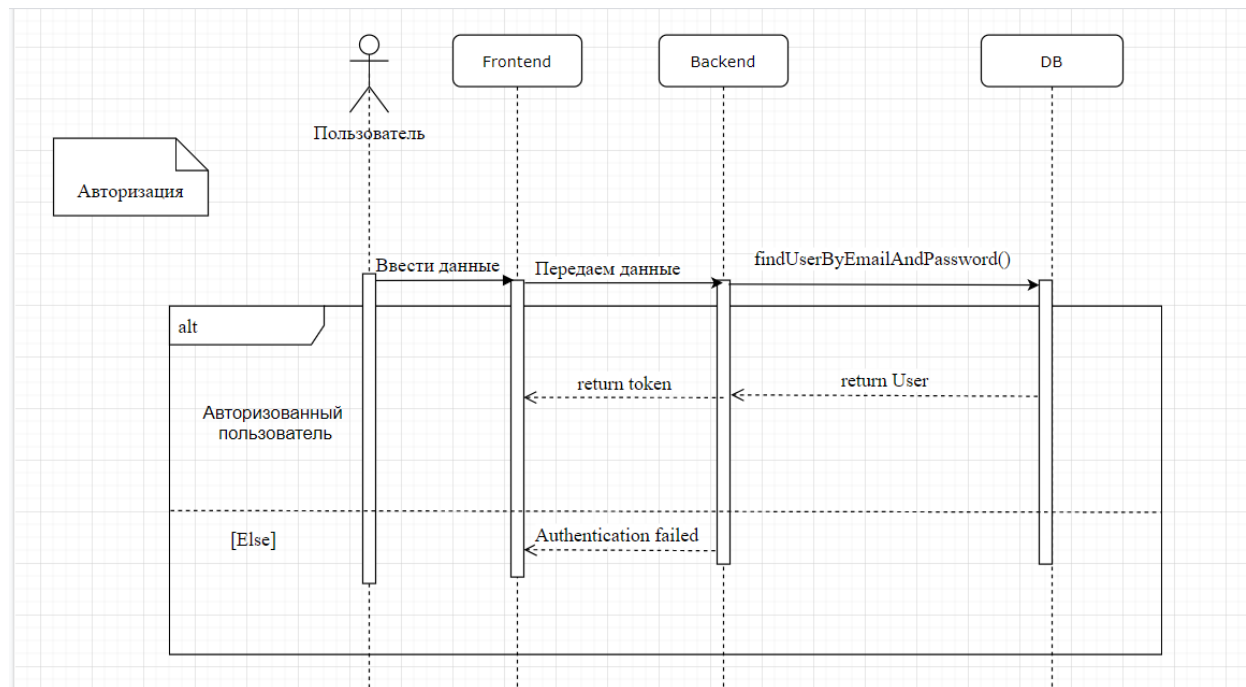 Frontend
Backend
DB
Пользователь
Авторизация
Ввести данные
Передаем данные
findUserByEmailAndPassword()
alt
return token
return User
Авторизованный
пользователь
[Else]
Authentication failed